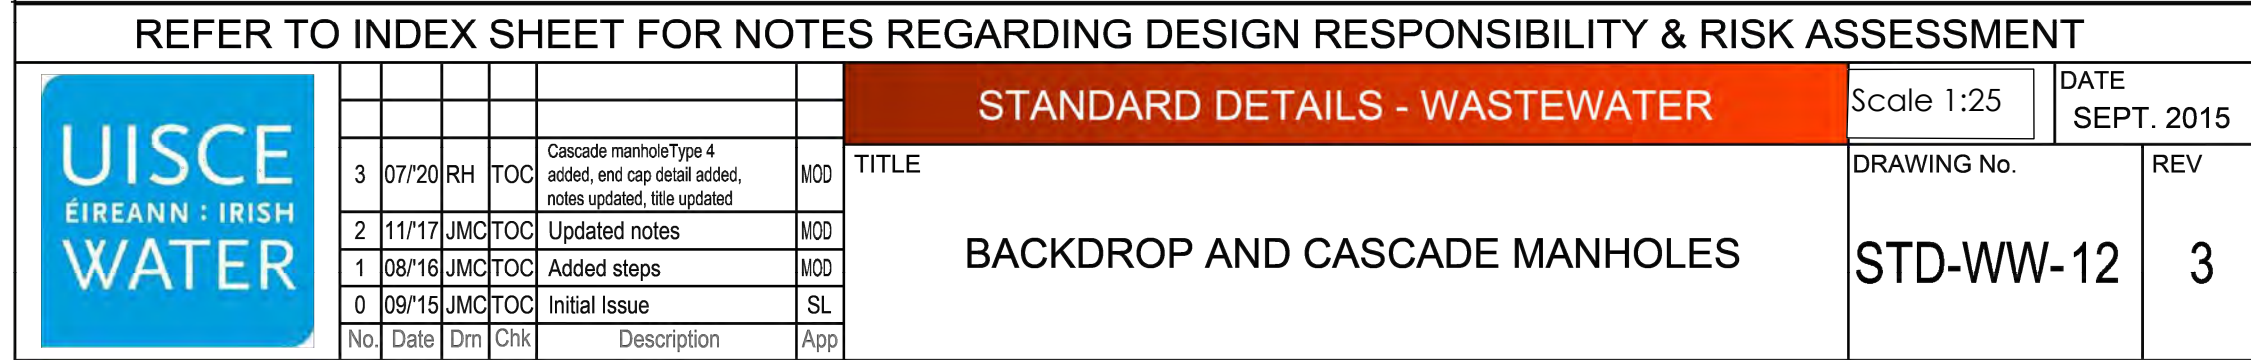 REFER TO INDEX SHEET FOR NOTES REGARDING DESIGN RESPONSIBILITY & RISK ASSESSMENT
UISCE
ÉIREANN : IRISH
WATER
3 07/'20 RH TOC Cascade manholeType 4
added, end cap detail added,
notes updated, title updated MOD
2 11/'17 JMC TOC Updated notes MOD
1 08/'16 JMC TOC Added steps MOD
0 09/'15 JMC TOC Initial Issue SL
No. Date Drn Chk Description App
STANDARD DETAILS - WASTEWATER
Scale 1:25
DATE
SEPT. 2015
TITLE
BACKDROP AND CASCADE MANHOLES
DRAWING No.
STD-WW-12
REV
3